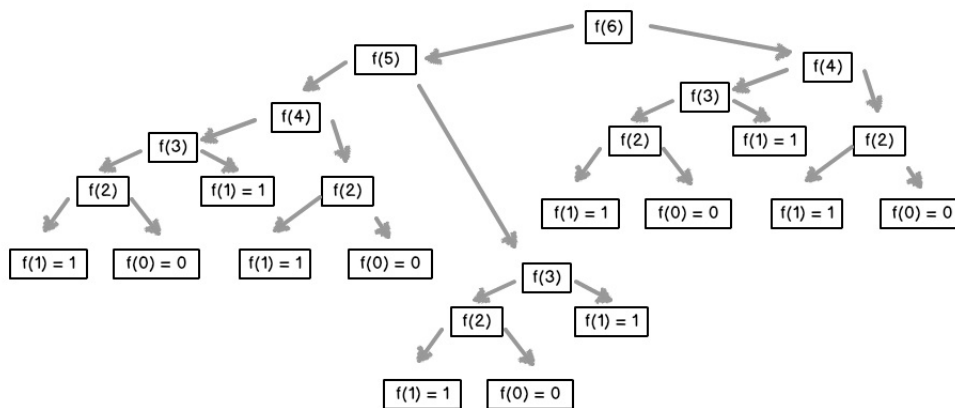 f(6)
f(5)
f(4)
f(3)
f(4)
f(3)
f(2)
f(1) = 1
f(2)
f(2)
f(1) = 1
f(2)
f(1) = 1
f(0) = 0
f(1) = 1
f(0) = 0
f(1) = 1
f(0) = 0
f(1) = 1
f(0) = 0
f(3)
f(2)
f(1) = 1
f(1) = 1
f(0) = 0